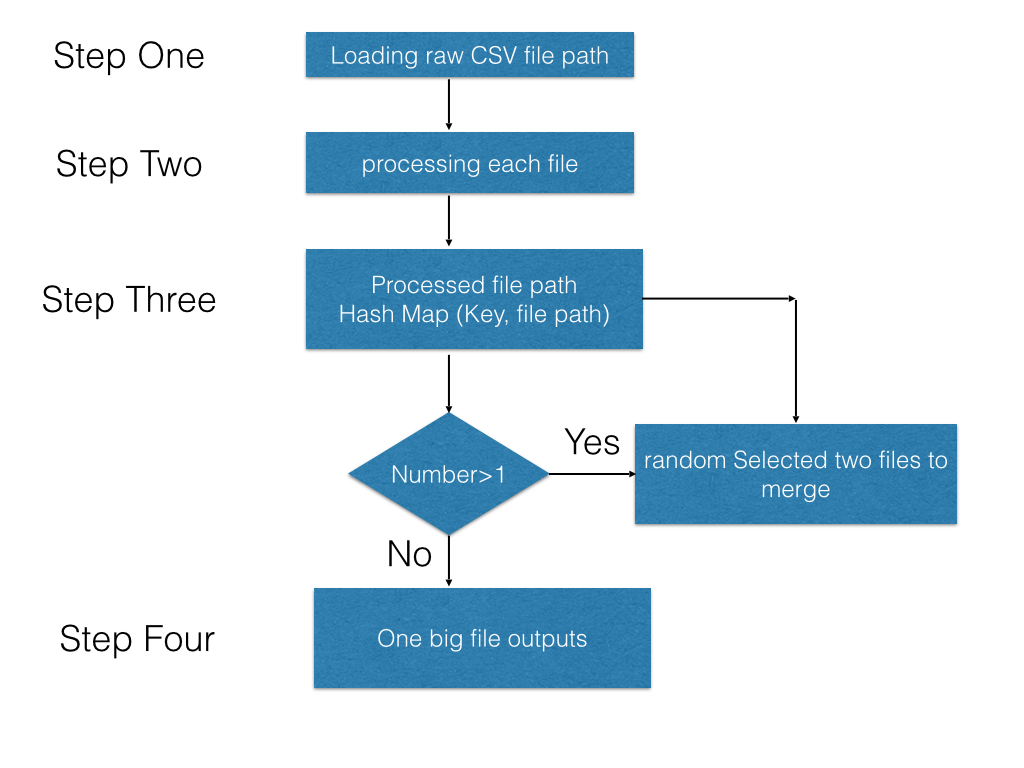 Step One
Loading raw CSV file path
Step Two
processing each file
Step Three
Processed file path
Hash Map (Key, file path)
Yes
Number>1
random Selected two files to
merge
No
Step Four
One big file outputs